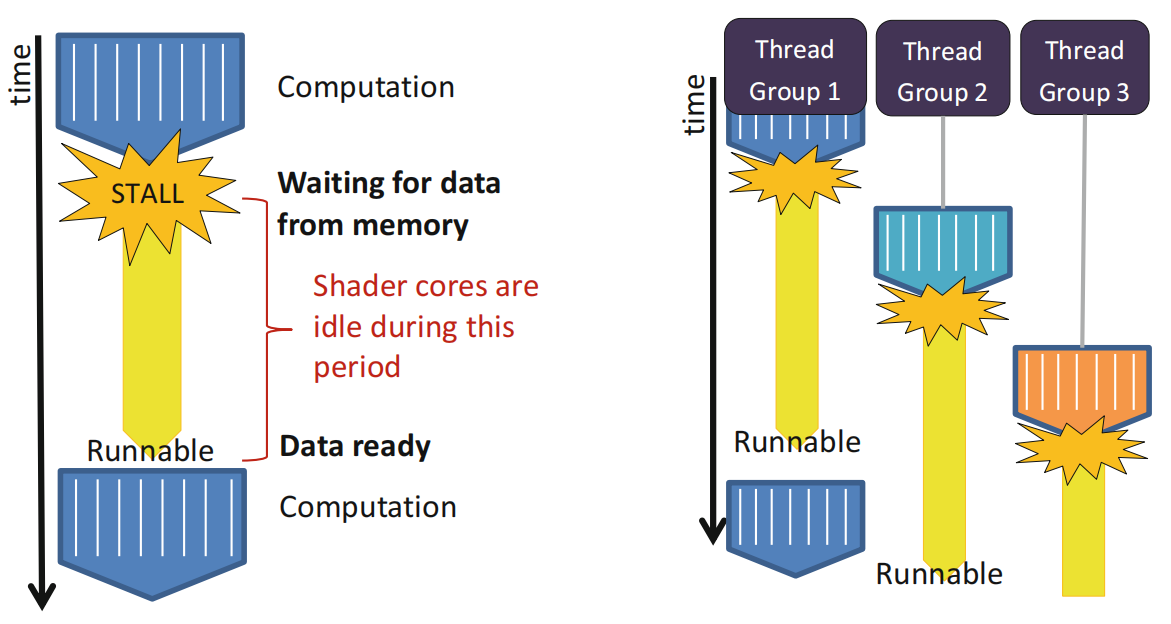 time
Computation
STALL
Waiting for data
from memory
Shader cores are
idle during this
period
Runnable
Data ready
Computation
time
Thread
Group 1
Thread
Group 2
Thread
Group 3
Runnable
Runnable